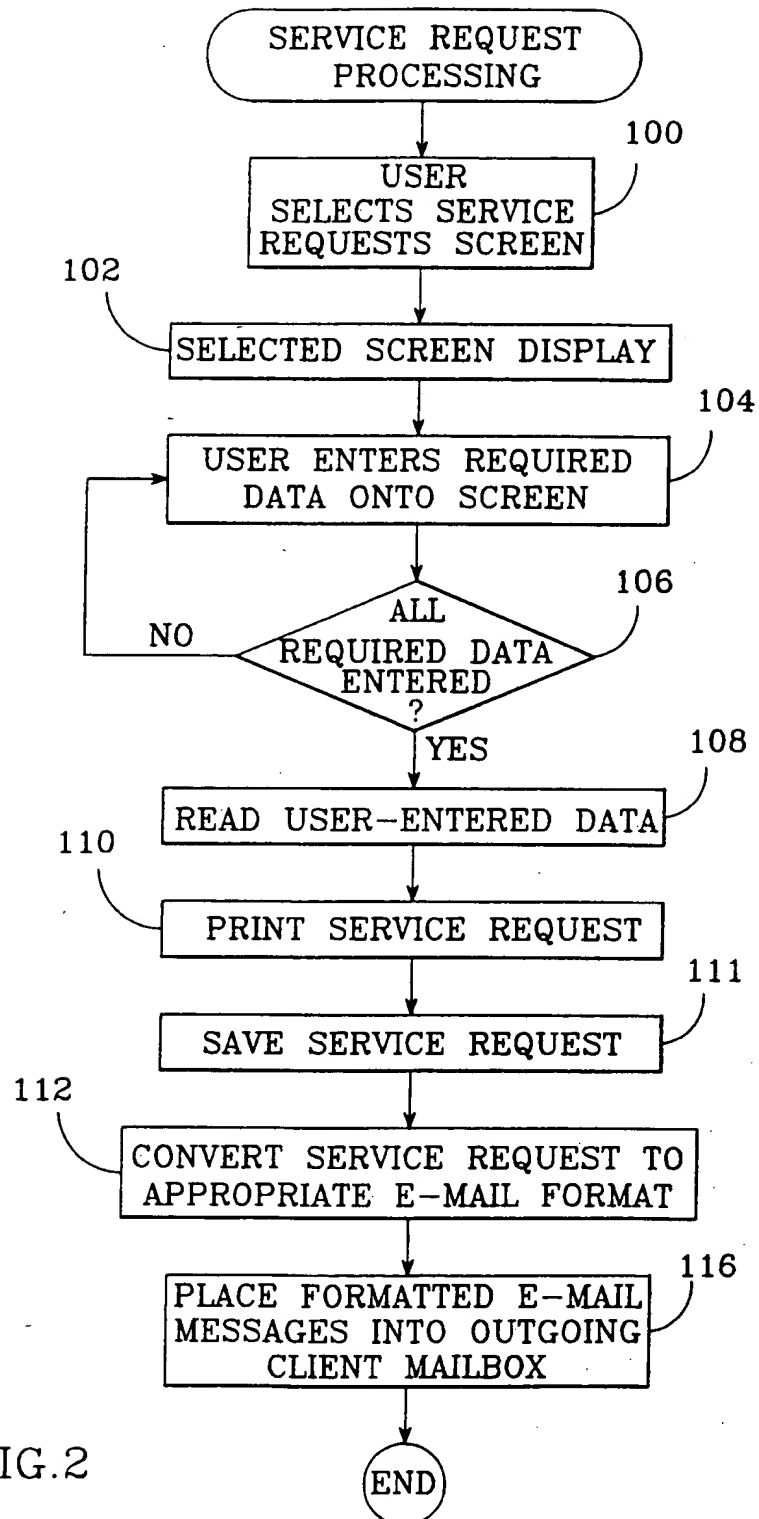 SERVICE REQUEST
PROCESSING
100
USER
SELECTS SERVICE
REQUESTS SCREEN
102
SELECTED SCREEN DISPLAY
104
USER ENTERS REQUIRED
DATA ONTO SCREEN
106
ALL
REQUIRED DATA
ENTERED
?
NO
YES
108
READ USER-ENTERED DATA
110
PRINT SERVICE REQUEST
111
SAVE SERVICE REQUEST
112
CONVERT SERVICE REQUEST TO
APPROPRIATE E-MAIL FORMAT
116
PLACE FORMATTED E-MAIL
MESSAGES INTO OUTGOING
CLIENT MAILBOX
END
IG.2